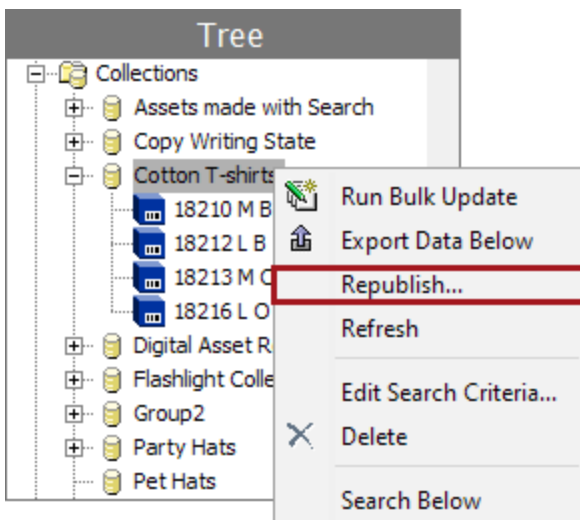 Tree
Collections
Assets made with Search
Copy Writing State
Cotton T-shirts
18210 M B
18212 L B
18213 M
18216 L O
Digital Asset R
Flashlight Colle
Group2
Party Hats
Pet Hats
Run Bulk Update
Export Data Below
Republish...
Refresh
Edit Search Criteria...
Delete
Search Below